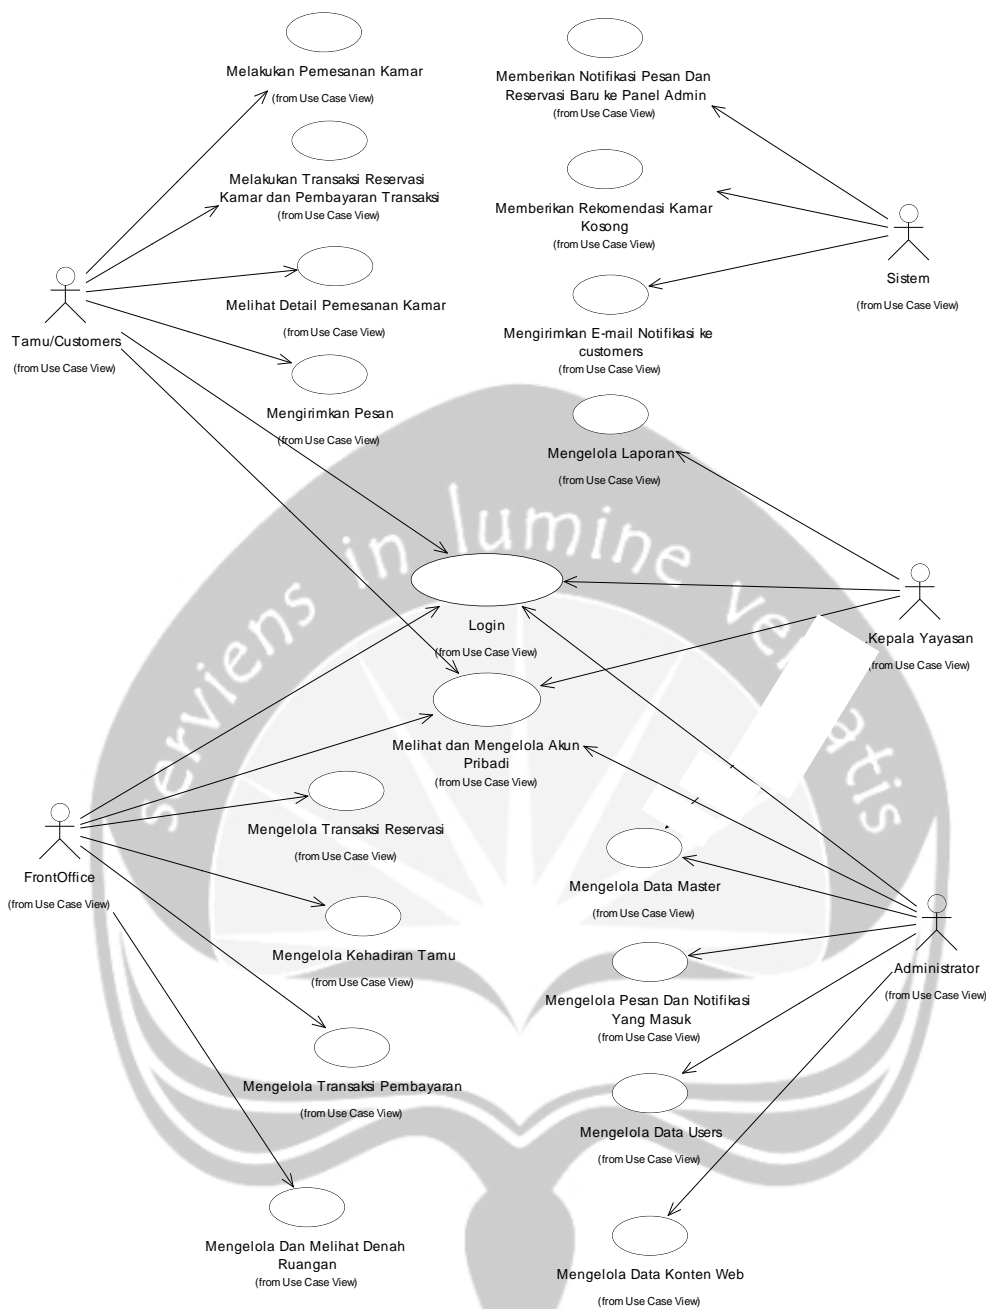 Melakukan Pemesanan Kamar
(from Use Case View)
Memberikan Notifikasi Pesan Dan
Reservasi Baru ke Panel Admin
(from Use Case View)
Melakukan Transaksi Reservasi
Kamar dan Pembayaran Transaksi
(from Use Case View)
Memberikan Rekomendasi Kamar
Kosong
(from Use Case View)
Sistem
(from Use Case View)
Melihat Detail Pemesanan Kamar
(from Use Case View)
Tamu/Customers
(from Use Case View)
Mengirimkan E-mail Notifikasi ke
customers
(from Use Case View)
Mengirimkan Pesan
(from Use Case View)
Mengelola Laporan
(from Use Case View)
serviens in lumine veritatis
Login
(from Use Case View)
Kepala Yayasan
(from Use Case View)
Melihat dan Mengelola Akun
Pribadi
(from Use Case View)
Mengelola Transaksi Reservasi
(from Use Case View)
FrontOffice
(from Use Case View)
Mengelola Data Master
(from Use Case View)
Mengelola Kehadiran Tamu
(from Use Case View)
Administrator
(from Use Case View)
Mengelola Pesan Dan Notifikasi
Yang Masuk
(from Use Case View)
Mengelola Transaksi Pembayaran
(from Use Case View)
Mengelola Data Users
(from Use Case View)
Mengelola Dan Melihat Denah
Ruangan
(from Use Case View)
Mengelola Data Konten Web
(from Use Case View)